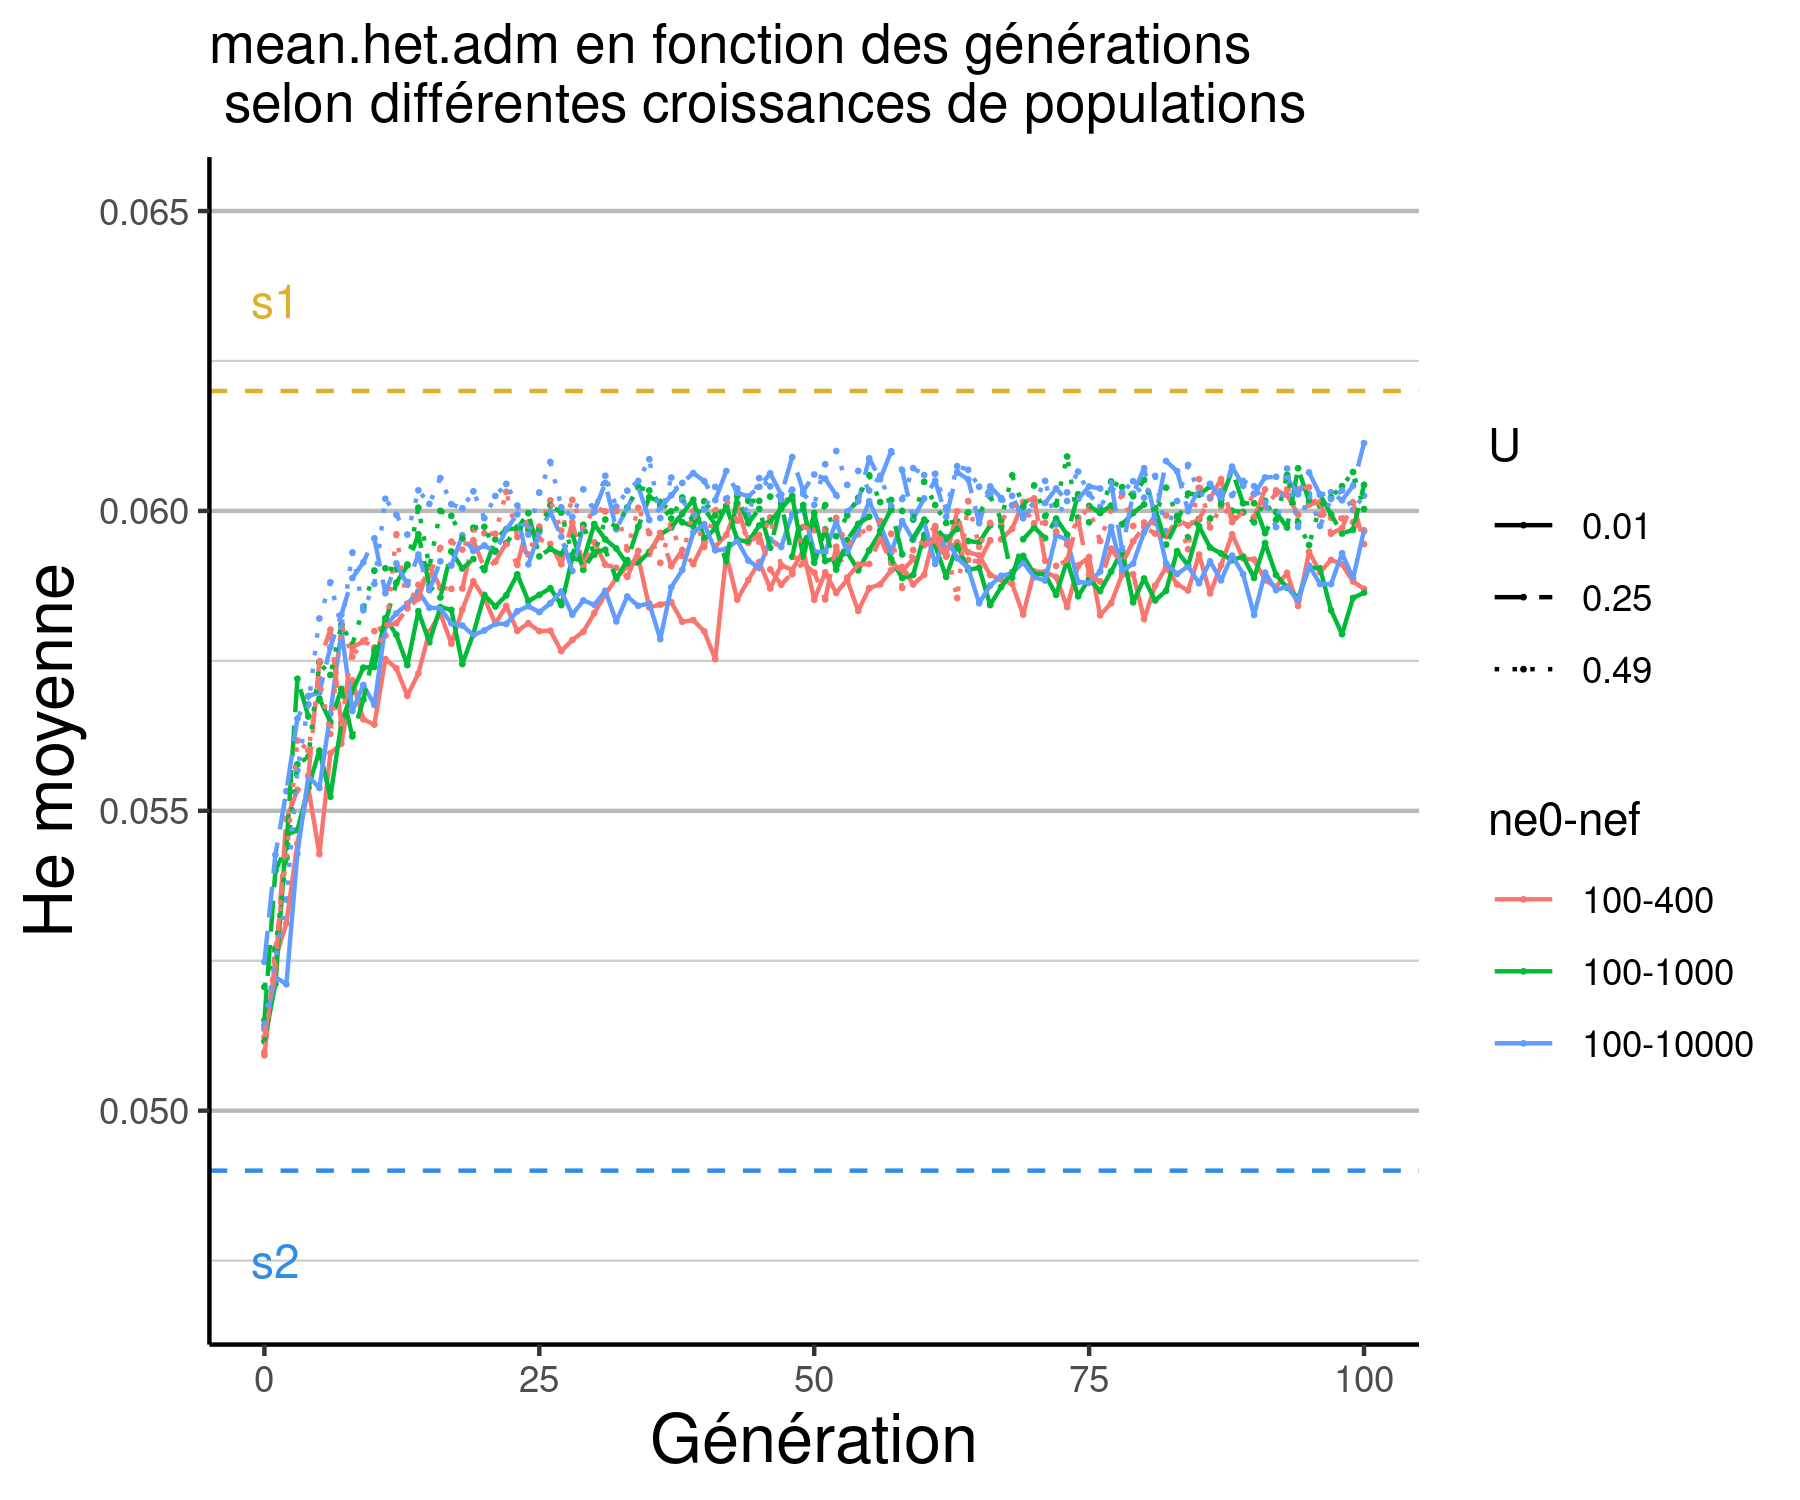 mean.het.adm en fonction des générations
selon différentes croissances de populations
He moyenne
0.065
0.060
0.055
0.050
s1
s2
0
25
50
75
100
Génération
U
0.01
0.25
0.49
ne0-nef
100-400
100-1000
100-10000